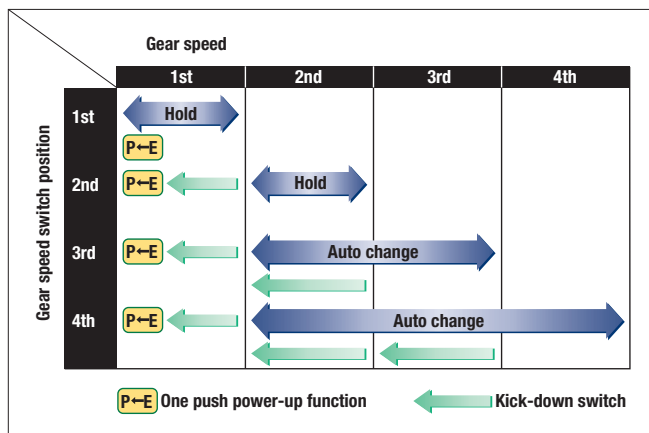 Gear speed
1st 2nd 3rd 4th
Gear speed switch position
1st Hold
P←E
2nd P←E Hold
3rd P←E Auto change
4th P←E Auto change
P←E One push power-up function Kick-down switch